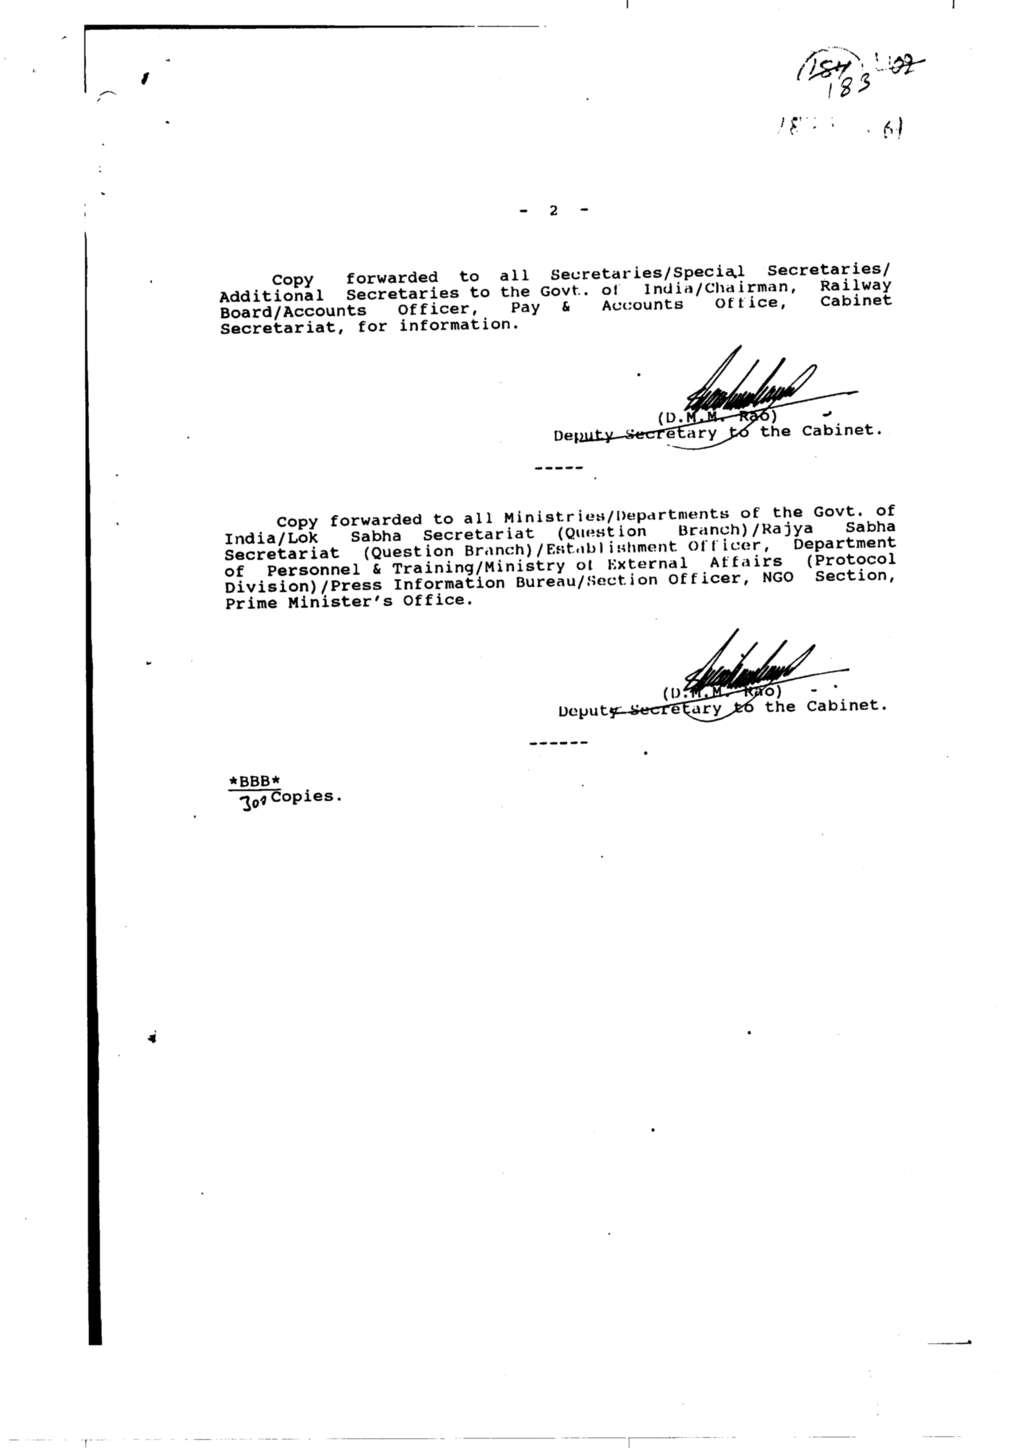 183
- 2 -
Copy forwarded to all Secretaries/Special Secretaries/
Additional Secretaries to the Govt. of India/Chairman, Railway
Board/Accounts Officer, Pay & Accounts Office, Cabinet
Secretariat, for information.
(D.M.M. Rao)
Deputy Secretary to the Cabinet.
-----
Copy forwarded to all Ministries/Departments of the Govt. of
India/Lok Sabha Secretariat (Question Branch)/Rajya Sabha
Secretariat (Question Branch)/Establishment Officer, Department
of Personnel & Training/Ministry of External Affairs (Protocol
Division)/Press Information Bureau/Section Officer, NGO Section,
Prime Minister's Office.
(D.M.M. Rao)
Deputy Secretary to the Cabinet.
------
*BBB*
Copies.